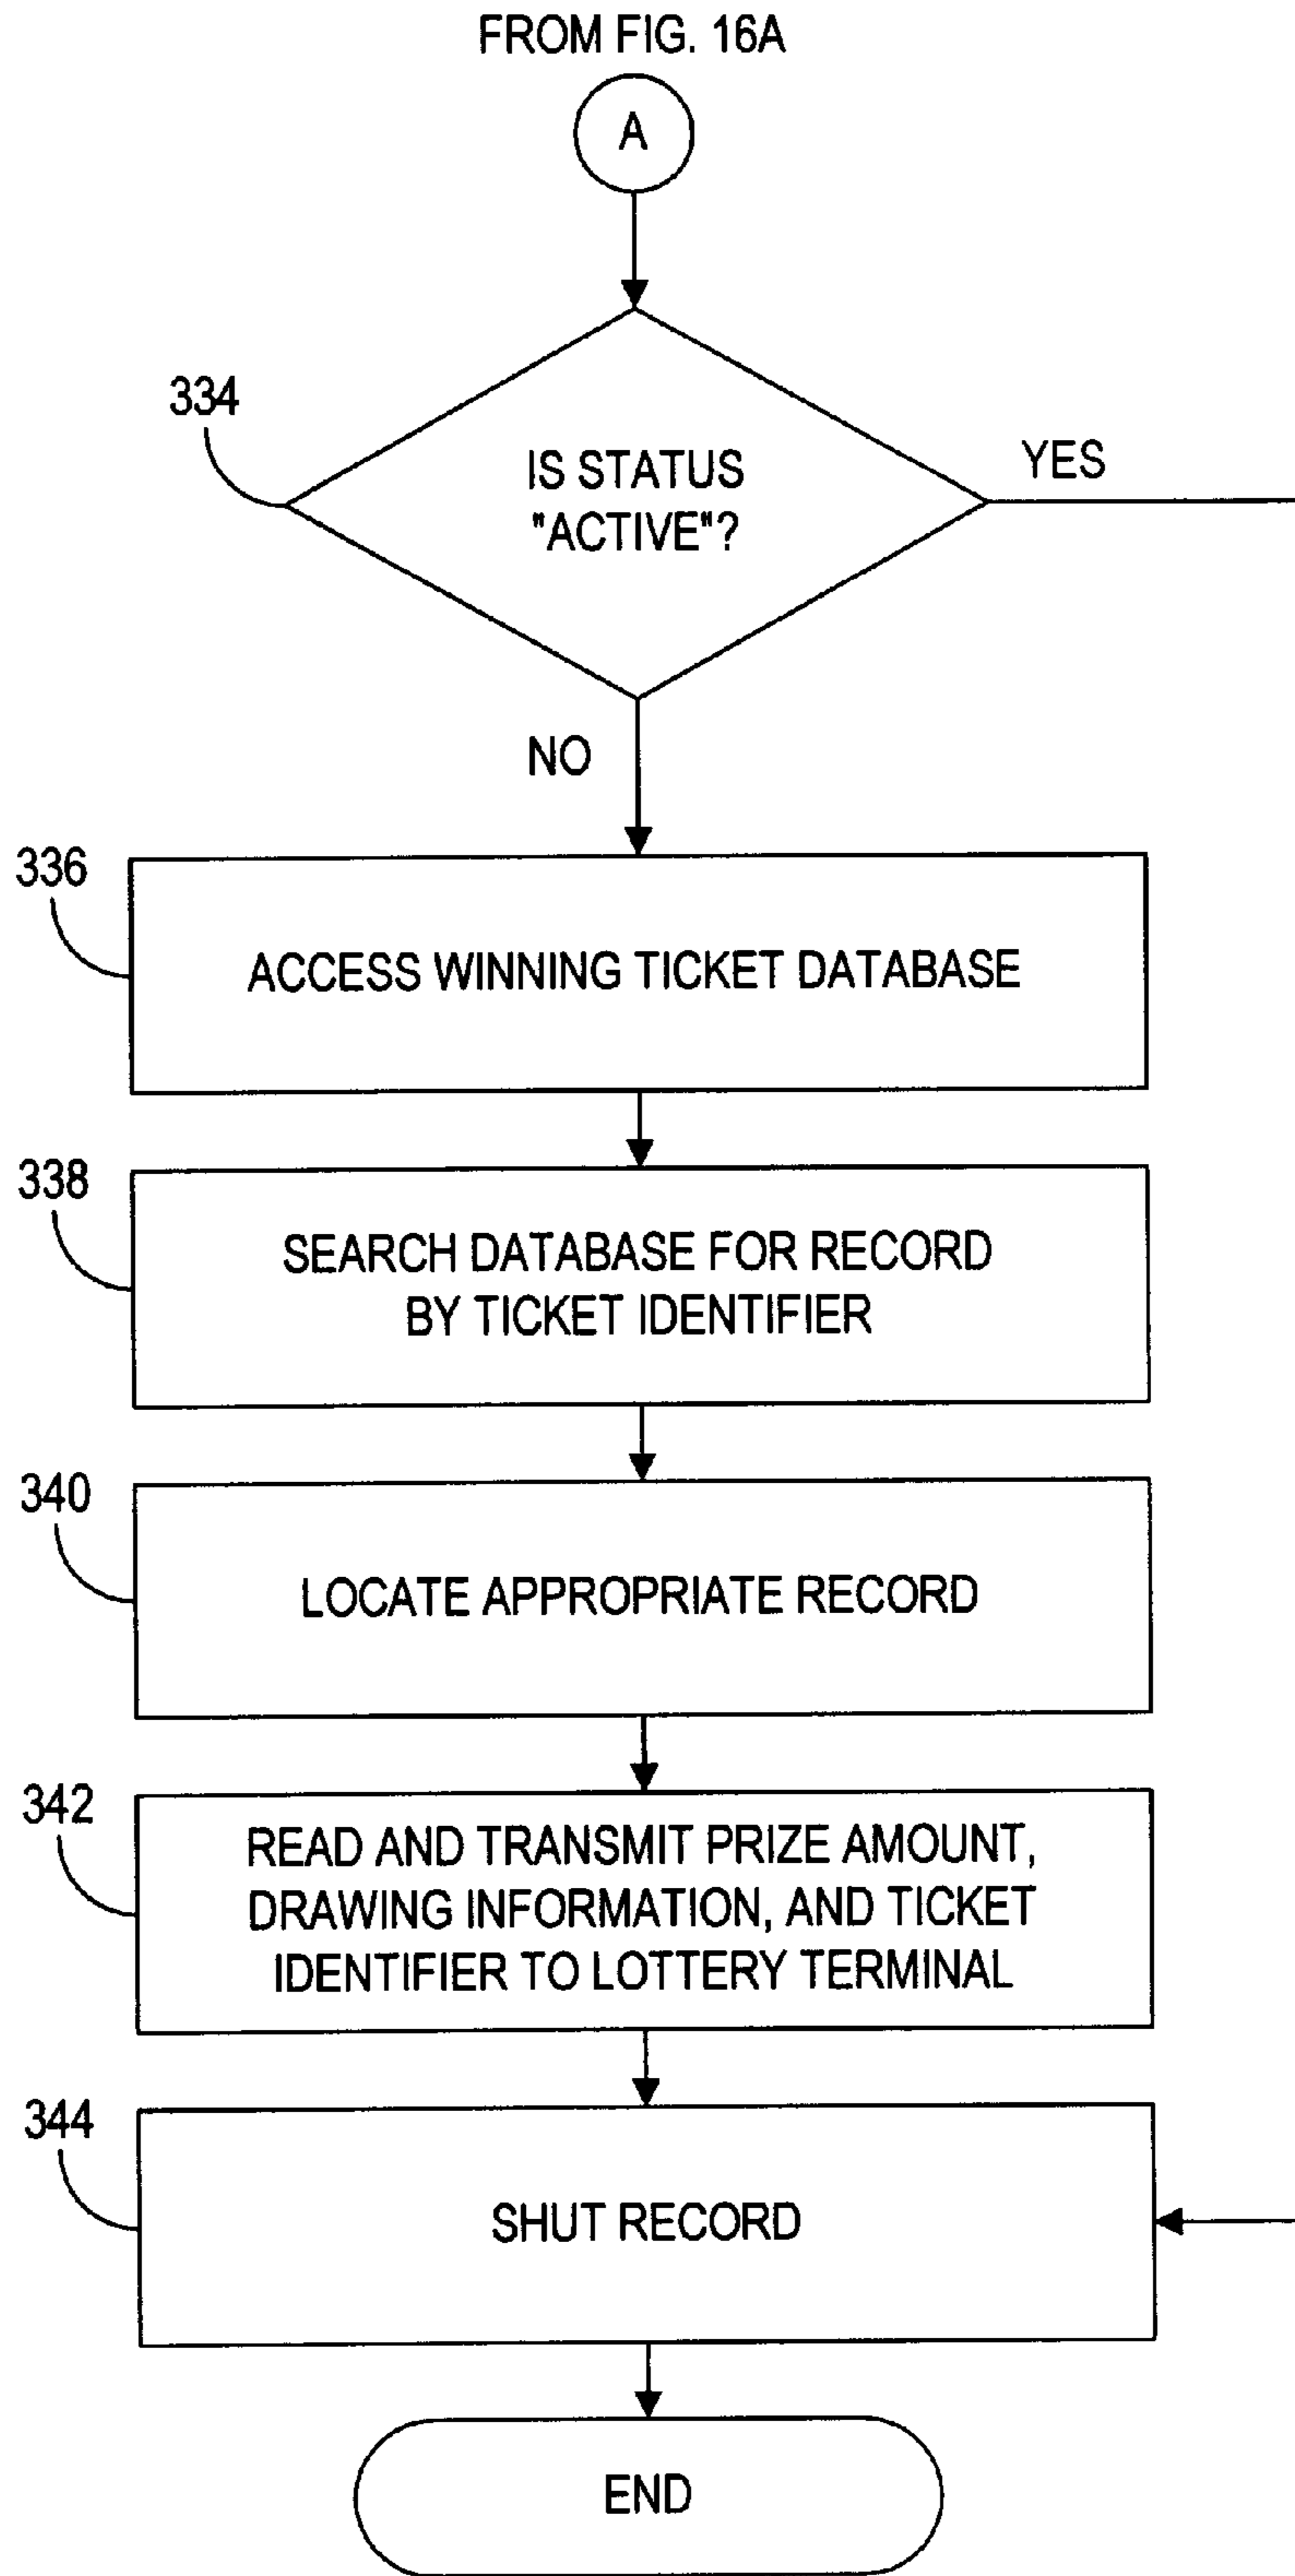 FROM FIG. 16A
A
334
IS STATUS
"ACTIVE"?
YES
NO
336
ACCESS WINNING TICKET DATABASE
338
SEARCH DATABASE FOR RECORD
BY TICKET IDENTIFIER
340
LOCATE APPROPRIATE RECORD
342
READ AND TRANSMIT PRIZE AMOUNT,
DRAWING INFORMATION, AND TICKET
IDENTIFIER TO LOTTERY TERMINAL
344
SHUT RECORD
END